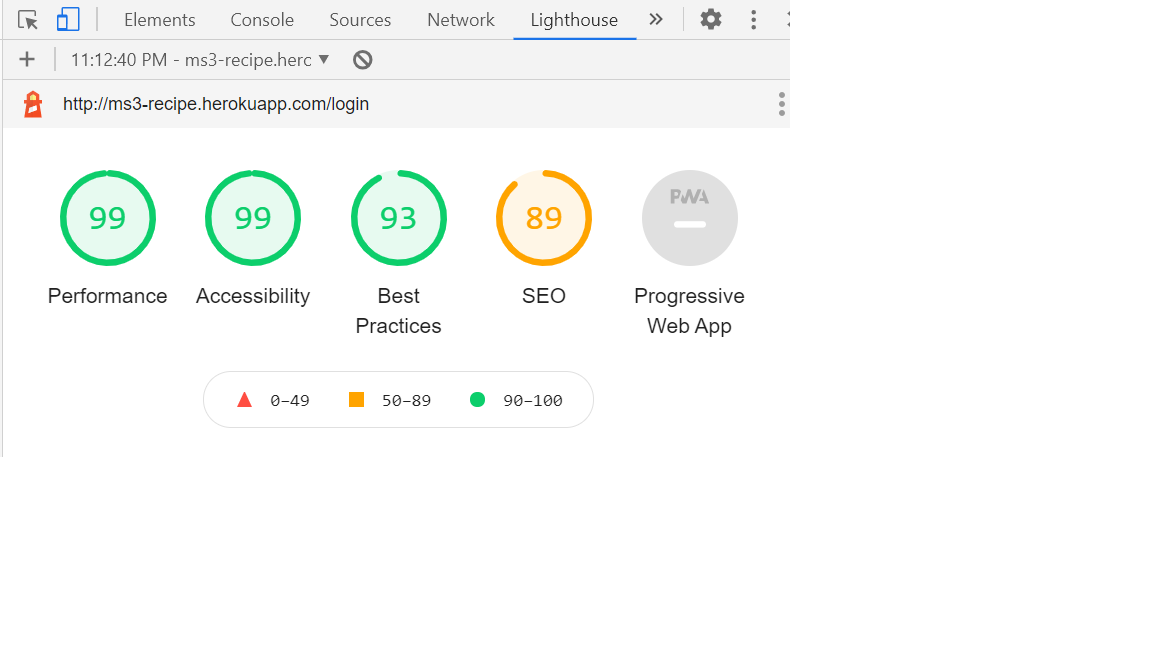 Elements Console Sources Network Lighthouse »
11:12:40 PM - ms3-recipe.herc
http://ms3-recipe.herokuapp.com/login
99 99 93 89 PWA
Performance Accessibility Best Practices SEO Progressive Web App
0–49 50–89 90–100